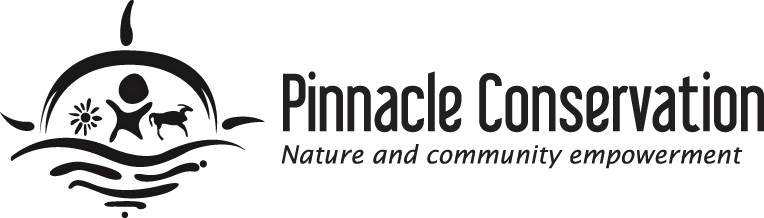 Pinnacle Conservation
Nature and community empowerment